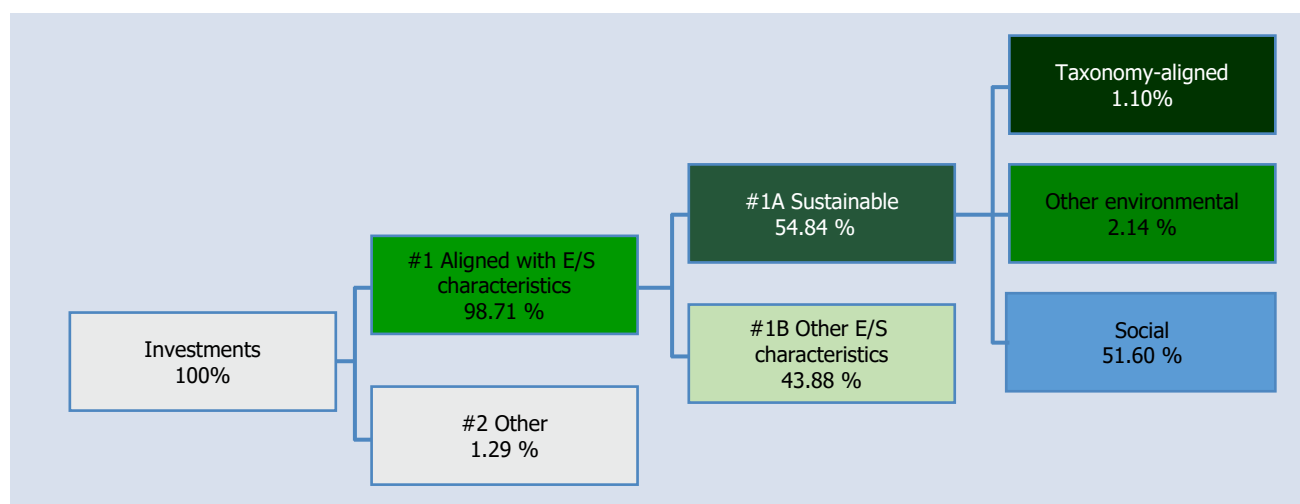 Investments
100%
#1 Aligned with E/S
characteristics
98.71 %
#2 Other
1.29 %
#1A Sustainable
54.84 %
#1B Other E/S
characteristics
43.88 %
Taxonomy-aligned
1.10%
Other environmental
2.14 %
Social
51.60 %